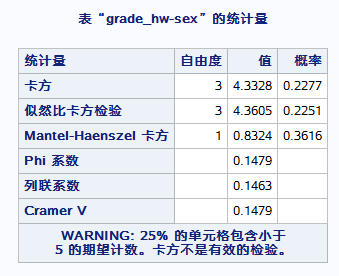 表“grade_hw-sex”的统计量
统计量 自由度 值 概率
卡方 3 4.3328 0.2277
似然比卡方检验 3 4.3605 0.2251
Mantel-Haenszel 卡方 1 0.8324 0.3616
Phi 系数 0.1479
列联系数 0.1463
Cramer V 0.1479
WARNING: 25% 的单元格包含小于
5 的期望计数。卡方不是有效的检验。